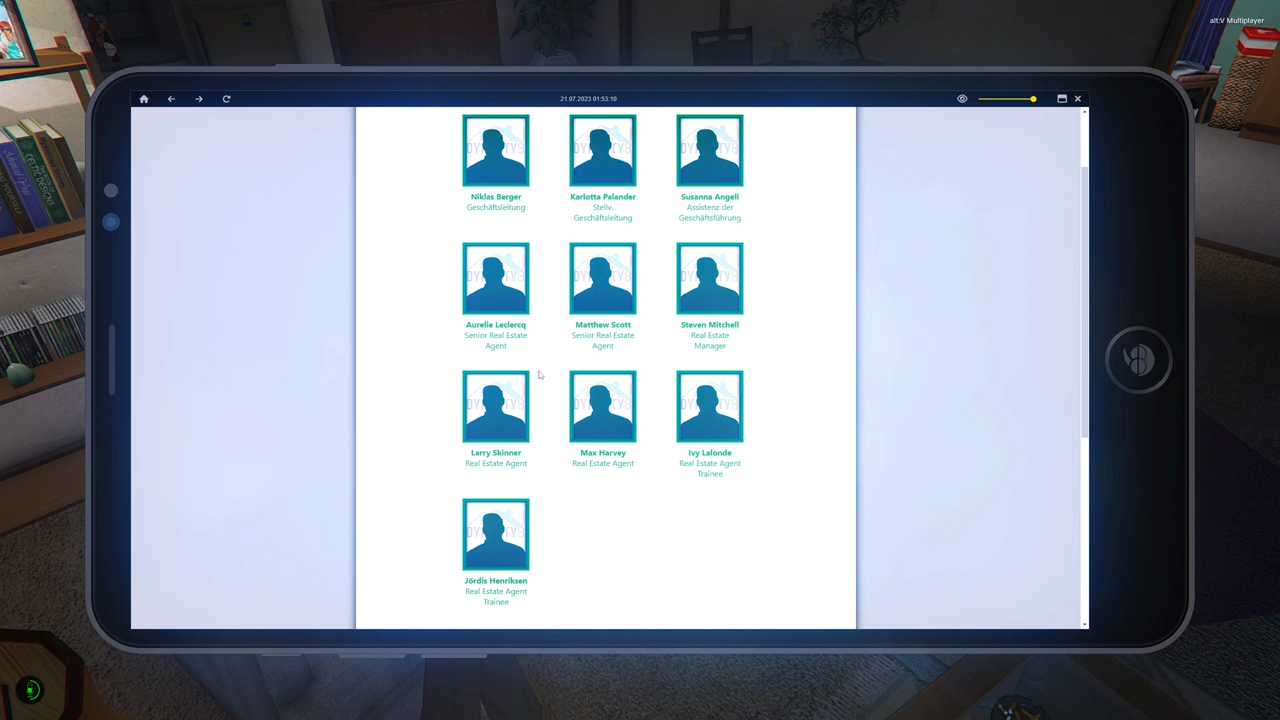 alt:V Multiplayer
21.07.2023 01:53:10
Niklas Berger
Geschäftsleitung
Karlotta Palander
Stellv.
Geschäftsleitung
Susanna Angeli
Assistenz der
Geschäftsführung
Aurelie Leclercq
Senior Real Estate
Agent
Matthew Scott
Senior Real Estate
Agent
Steven Mitchell
Real Estate
Manager
Larry Skinner
Real Estate Agent
Max Harvey
Real Estate Agent
Ivy Lalonde
Real Estate Agent
Trainee
Jördis Henriksen
Real Estate Agent
Trainee
CELTIC DESIGNS